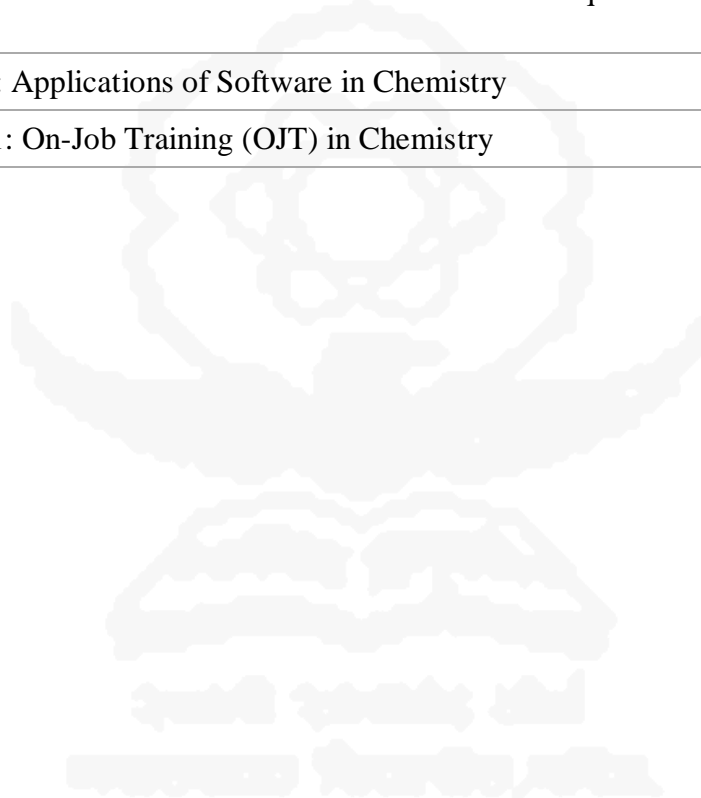 : Applications of Software in Chemistry
: On-Job Training (OJT) in Chemistry